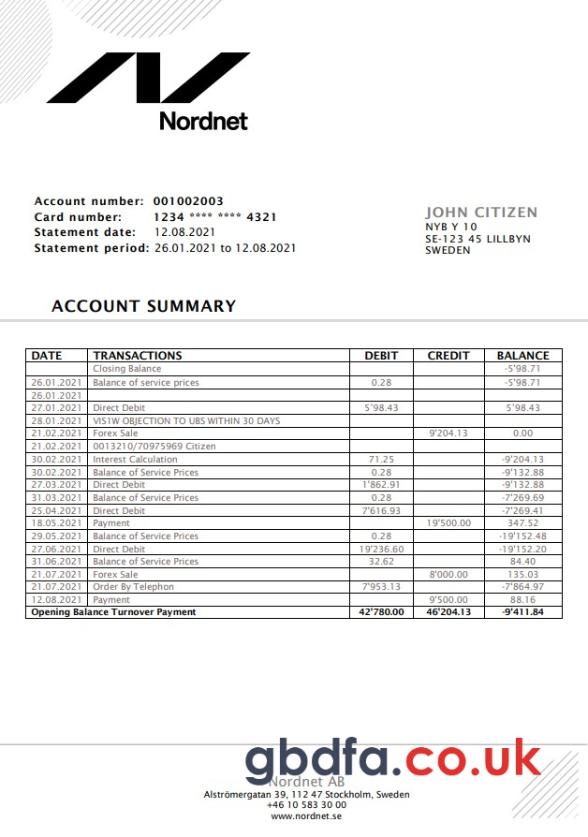 Nordnet
Account number: 001002003
Card number: 1234 **** **** 4321
Statement date: 12.08.2021
Statement period: 26.01.2021 to 12.08.2021
JOHN CITIZEN
NYB Y 10
SE-123 45 LILLBYN
SWEDEN
ACCOUNT SUMMARY
DATE TRANSACTIONS DEBIT CREDIT BALANCE
Closing Balance -5'98.71
26.01.2021 Balance of service prices 0.28 -5'98.71
26.01.2021
27.01.2021 Direct Debit 5'98.43 5'98.43
28.01.2021 VIS1W OBJECTION TO UBS WITHIN 30 DAYS
21.02.2021 Forex Sale 9'204.13 0.00
21.02.2021 0013210/70975969 Citizen
30.02.2021 Interest Calculation 71.25 -9'204.13
30.02.2021 Balance of Service Prices 0.28 -9'132.88
27.03.2021 Direct Debit 1'862.91 -9'132.88
31.03.2021 Balance of Service Prices 0.28 -7'269.69
25.04.2021 Direct Debit 7'616.93 -7'269.41
18.05.2021 Payment 19'500.00 347.52
29.05.2021 Balance of Service Prices 0.28 -19'152.48
27.06.2021 Direct Debit 19'236.60 -19'152.20
31.06.2021 Balance of Service Prices 32.62 84.40
21.07.2021 Forex Sale 8'000.00 135.03
21.07.2021 Order By Telephon 7'953.13 -7'864.97
12.08.2021 Payment 9'500.00 88.16
Opening Balance Turnover Payment 42'780.00 46'204.13 -9'411.84
gbdfa.co.uk
Nordnet AB
Alströmergatan 39, 112 47 Stockholm, Sweden
+46 10 583 30 00
www.nordnet.se